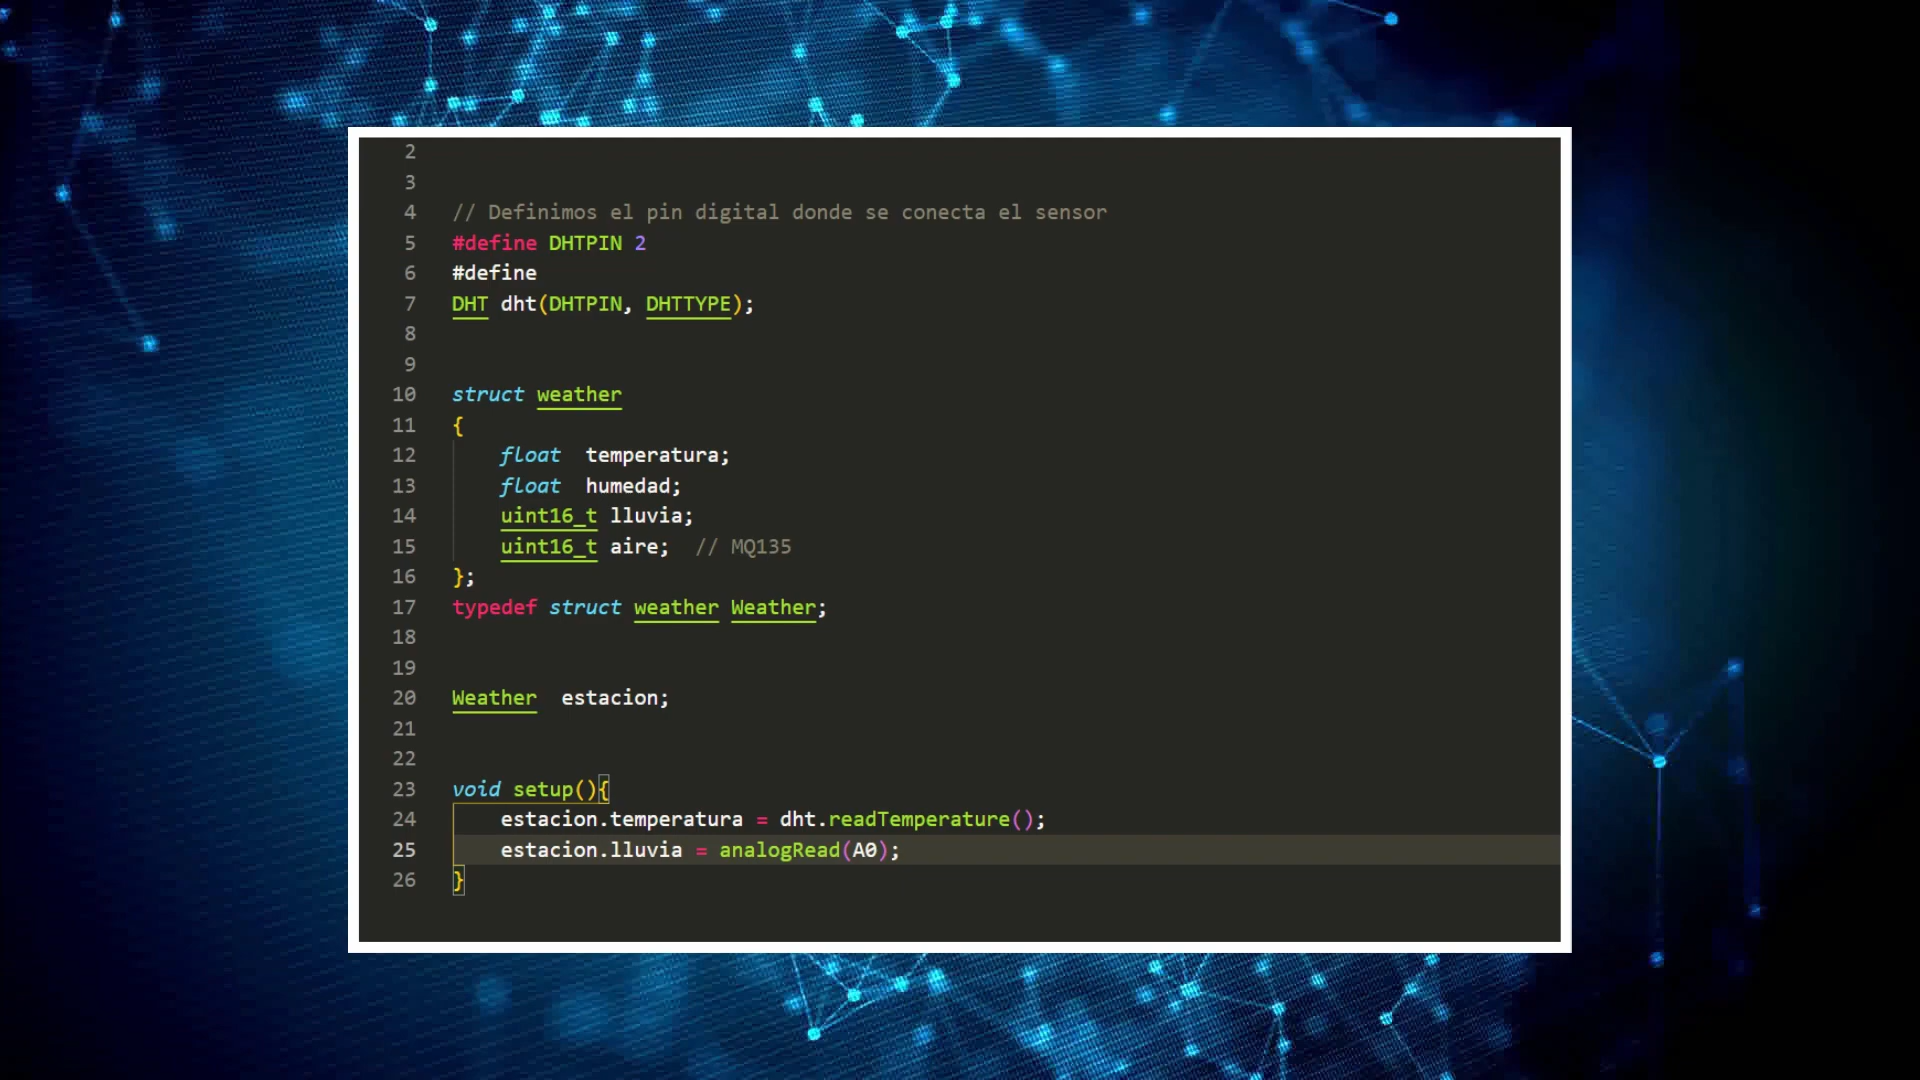 2
3
4 // Definimos el pin digital donde se conecta el sensor
5 #define DHTPIN 2
6 #define
7 DHT dht(DHTPIN, DHTTYPE);
8
9
10 struct weather
11 {
12 float  temperatura;
13 float  humedad;
14 uint16_t lluvia;
15 uint16_t aire;  // MQ135
16 };
17 typedef struct weather Weather;
18
19
20 Weather  estacion;
21
22
23 void setup(){
24 estacion.temperatura = dht.readTemperature();
25 estacion.lluvia = analogRead(A0);
26 }